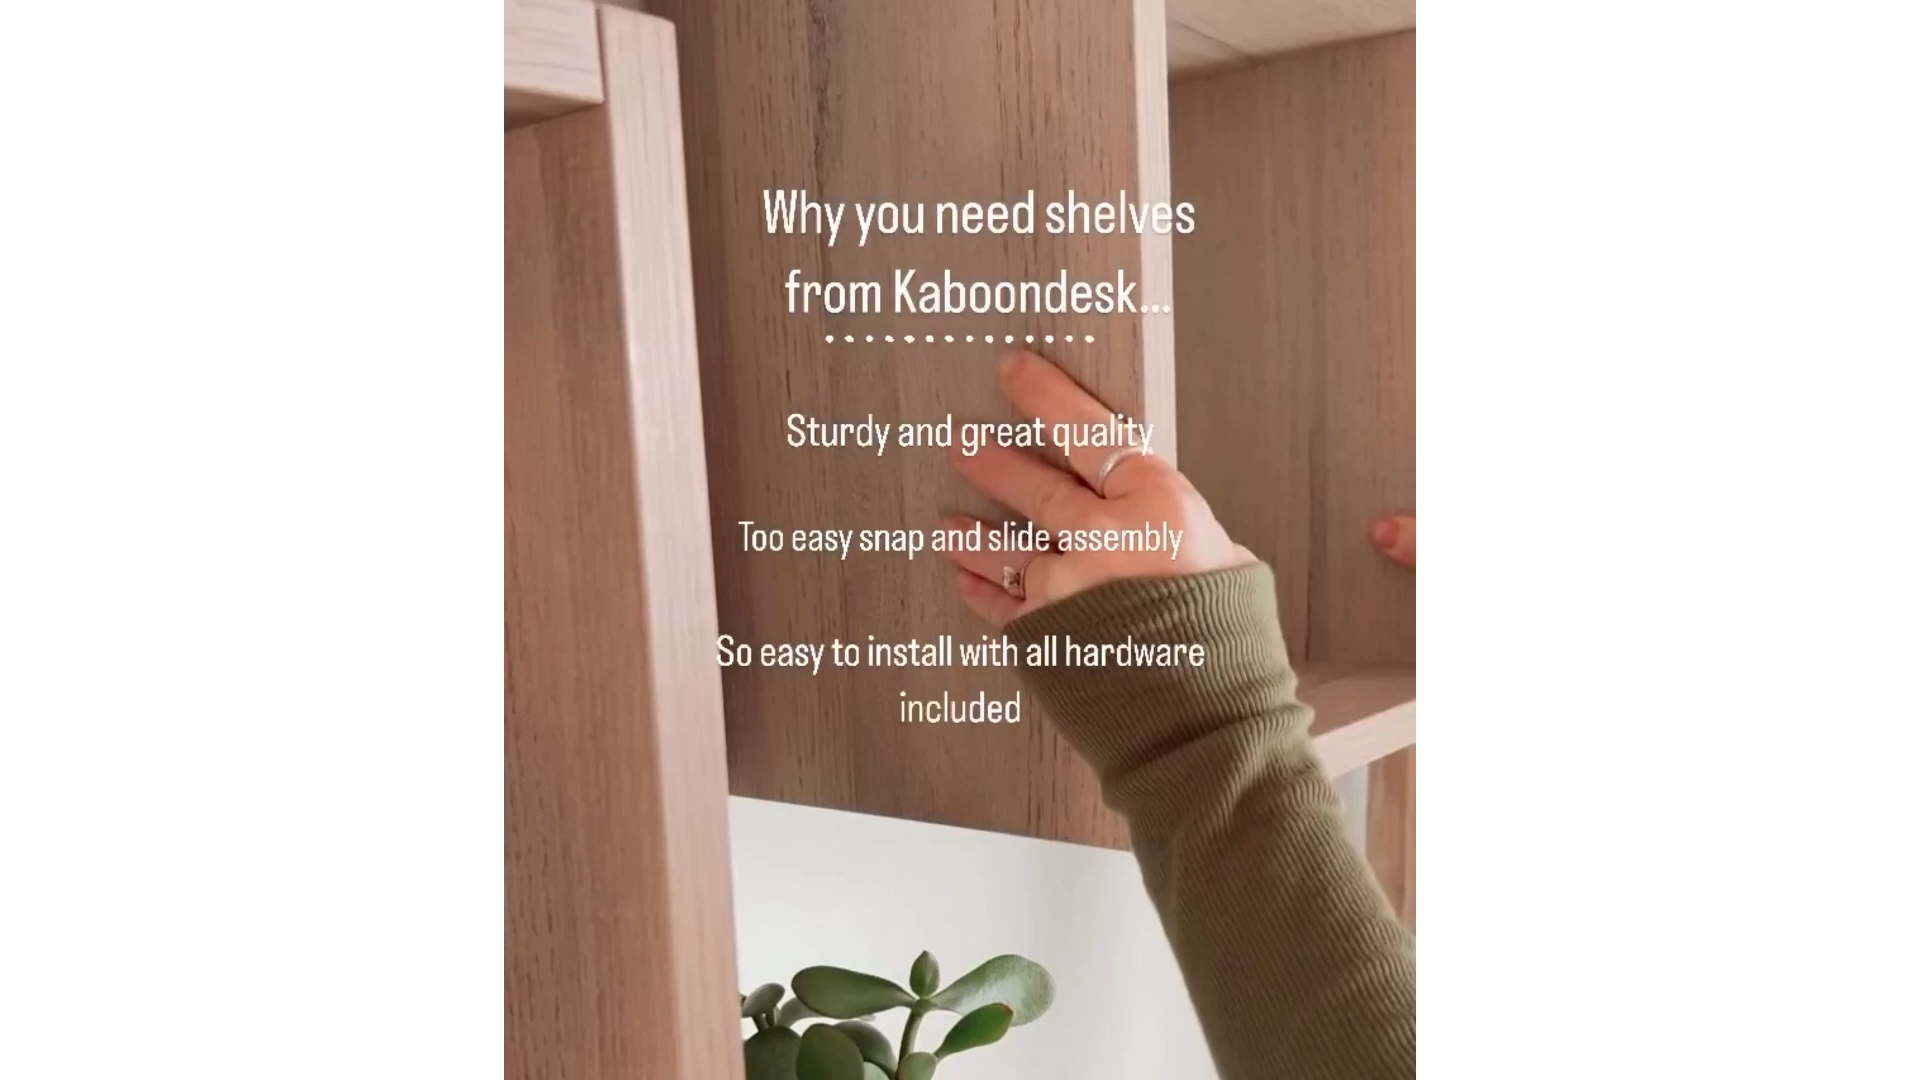 Why you need shelves
from Kaboondesk...
Sturdy and great quality
Too easy snap and slide assembly
So easy to install with all hardware
included